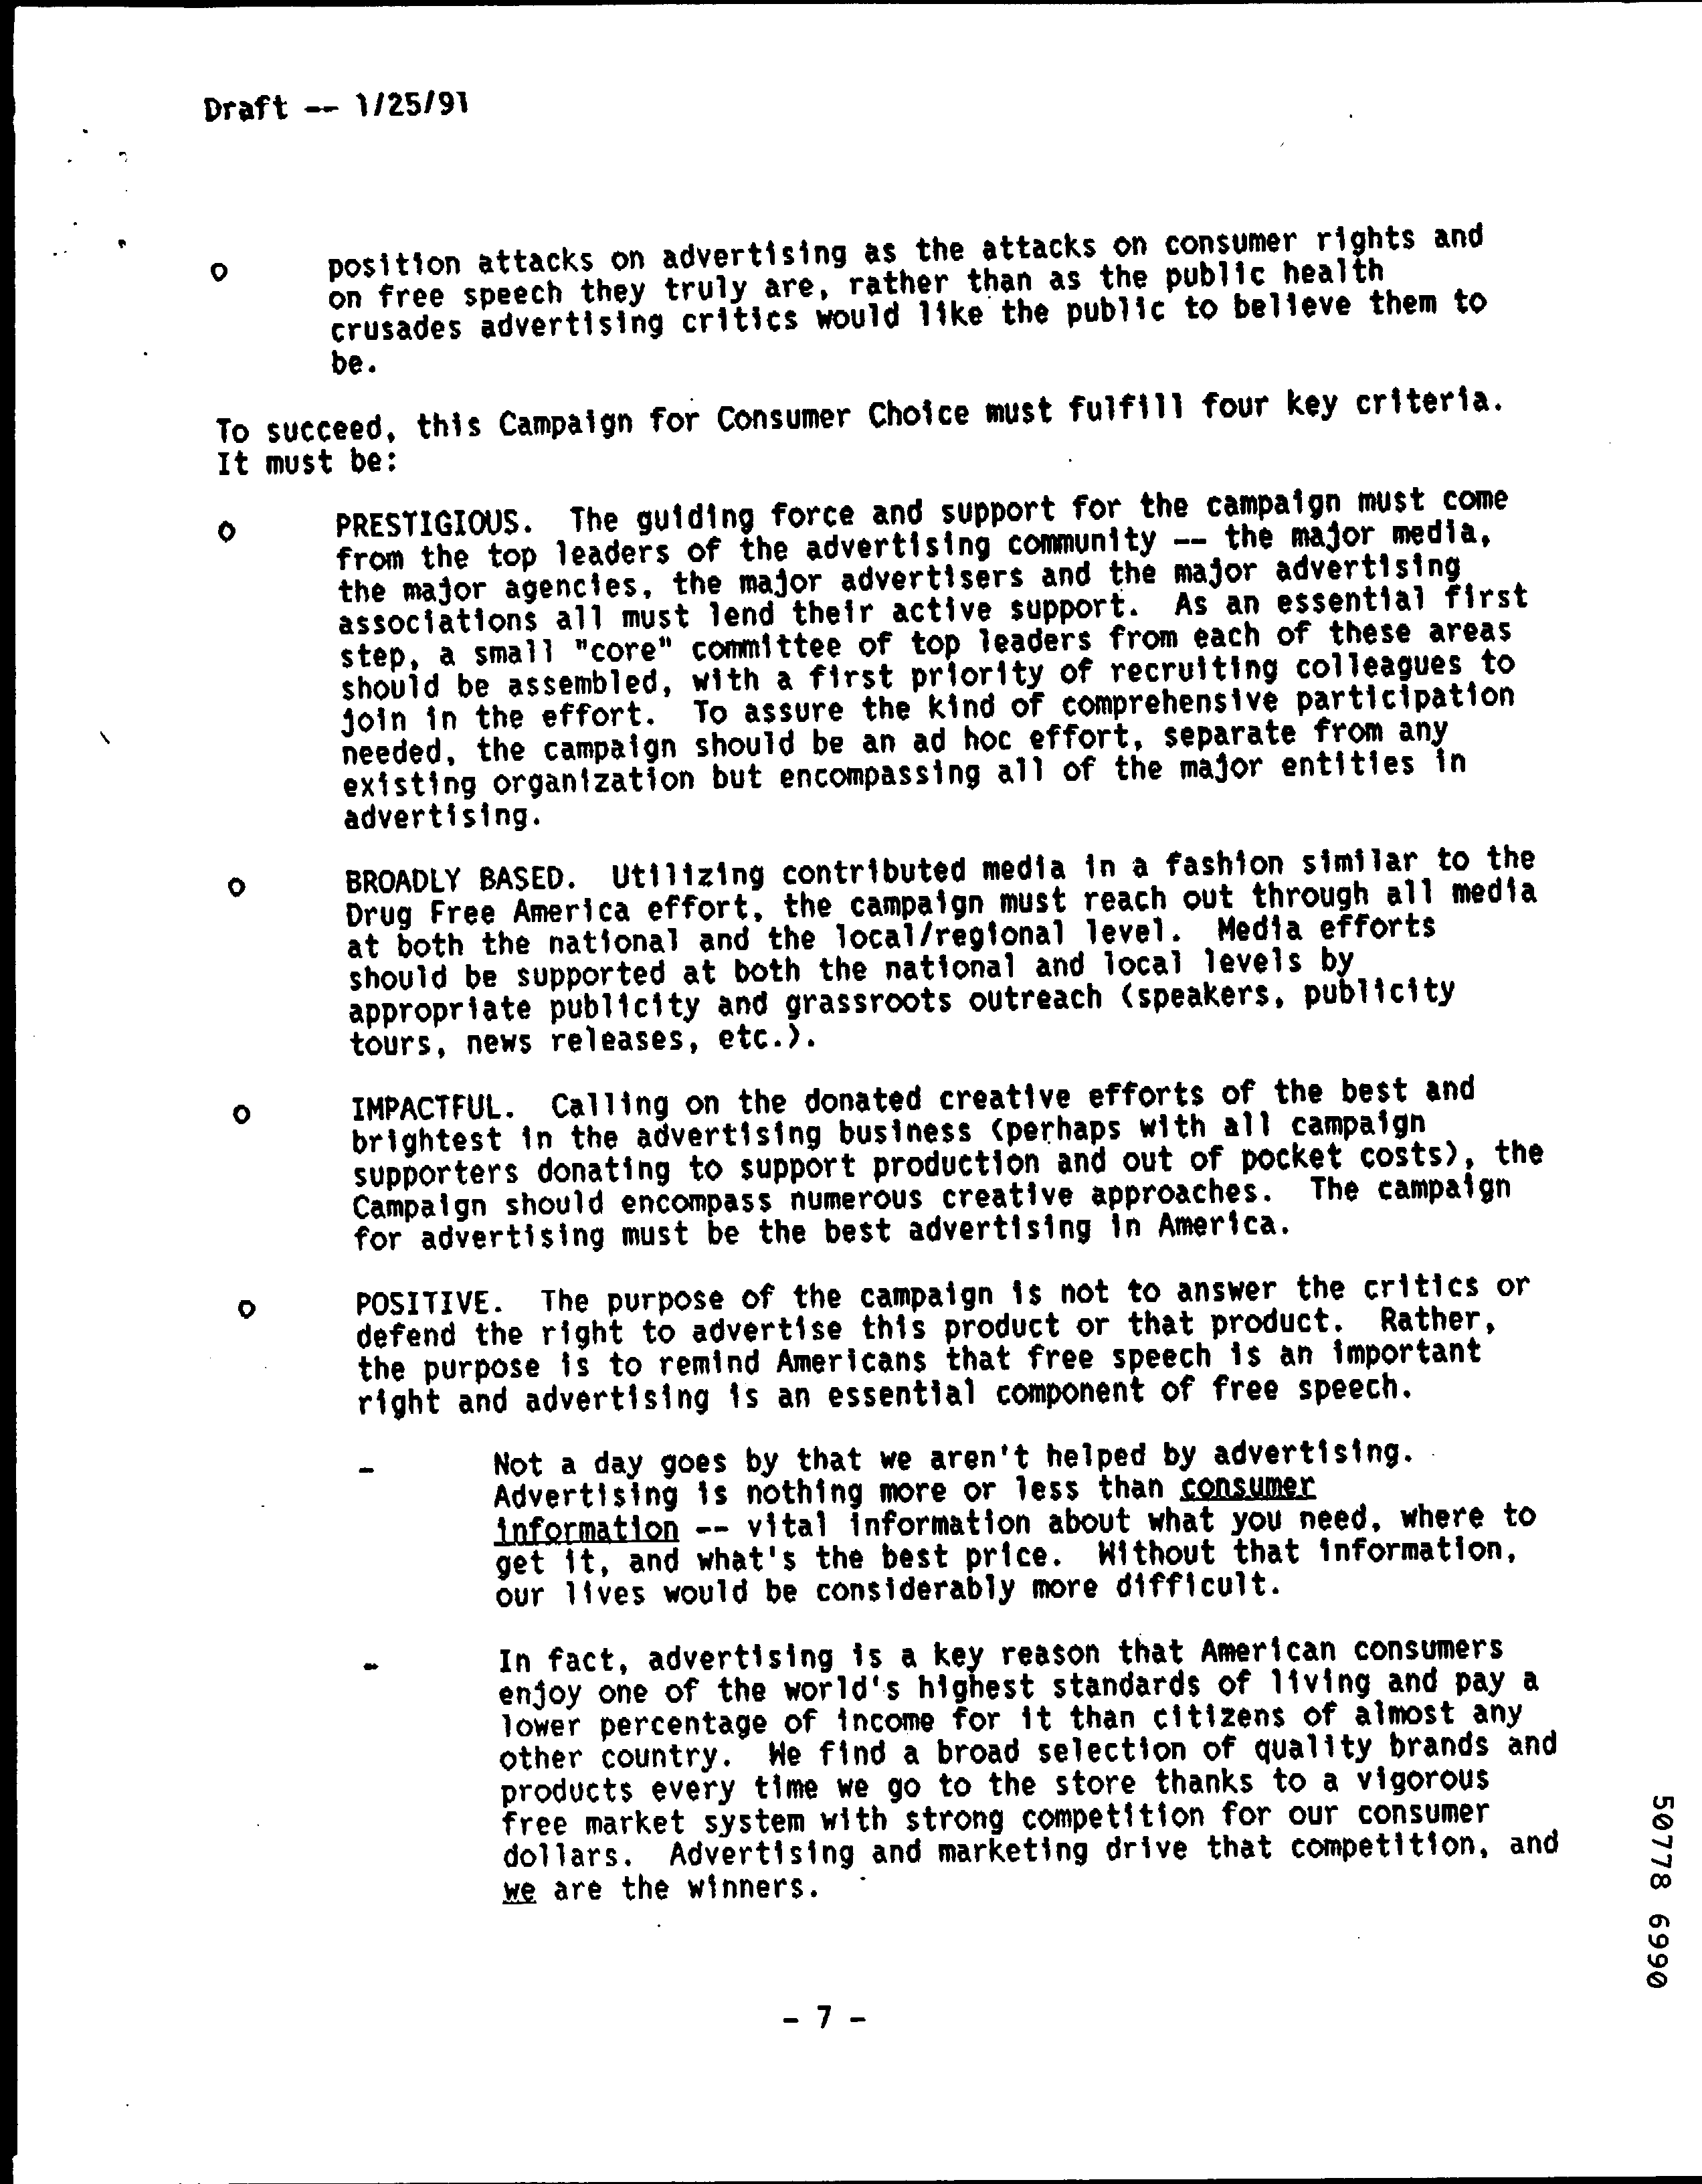 Draft -- 1/25/91
o position attacks on advertising as the attacks on consumer rights and
on free speech they truly are, rather than as the public health
crusades advertising critics would like the public to believe them to
be.
To succeed, this Campaign for Consumer Choice must fulfill four key criteria.
It must be:
o PRESTIGIOUS. The guiding force and support for the campaign must come
from the top leaders of the advertising community -- the major media,
the major agencies, the major advertisers and the major advertising
associations all must lend their active support. As an essential first
step, a small "core" committee of top leaders from each of these areas
should be assembled, with a first priority of recruiting colleagues to
join in the effort. To assure the kind of comprehensive participation
needed, the campaign should be an ad hoc effort, separate from any
existing organization but encompassing all of the major entities in
advertising.
o BROADLY BASED. Utilizing contributed media in a fashion similar to the
Drug Free America effort, the campaign must reach out through all media
at both the national and the local/regional level. Media efforts
should be supported at both the national and local levels by
appropriate publicity and grassroots outreach (speakers, publicity
tours, news releases, etc.).
o IMPACTFUL. Calling on the donated creative efforts of the best and
brightest in the advertising business (perhaps with all campaign
supporters donating to support production and out of pocket costs), the
Campaign should encompass numerous creative approaches. The campaign
for advertising must be the best advertising in America.
o POSITIVE. The purpose of the campaign is not to answer the critics or
defend the right to advertise this product or that product. Rather,
the purpose is to remind Americans that free speech is an important
right and advertising is an essential component of free speech.
- Not a day goes by that we aren't helped by advertising.
Advertising is nothing more or less than consumer
information -- vital information about what you need, where to
get it, and what's the best price. Without that information,
our lives would be considerably more difficult.
- In fact, advertising is a key reason that American consumers
enjoy one of the world's highest standards of living and pay a
lower percentage of income for it than citizens of almost any
other country. We find a broad selection of quality brands and
products every time we go to the store thanks to a vigorous
free market system with strong competition for our consumer
dollars. Advertising and marketing drive that competition, and
we are the winners.
- 7 -
50778 6990